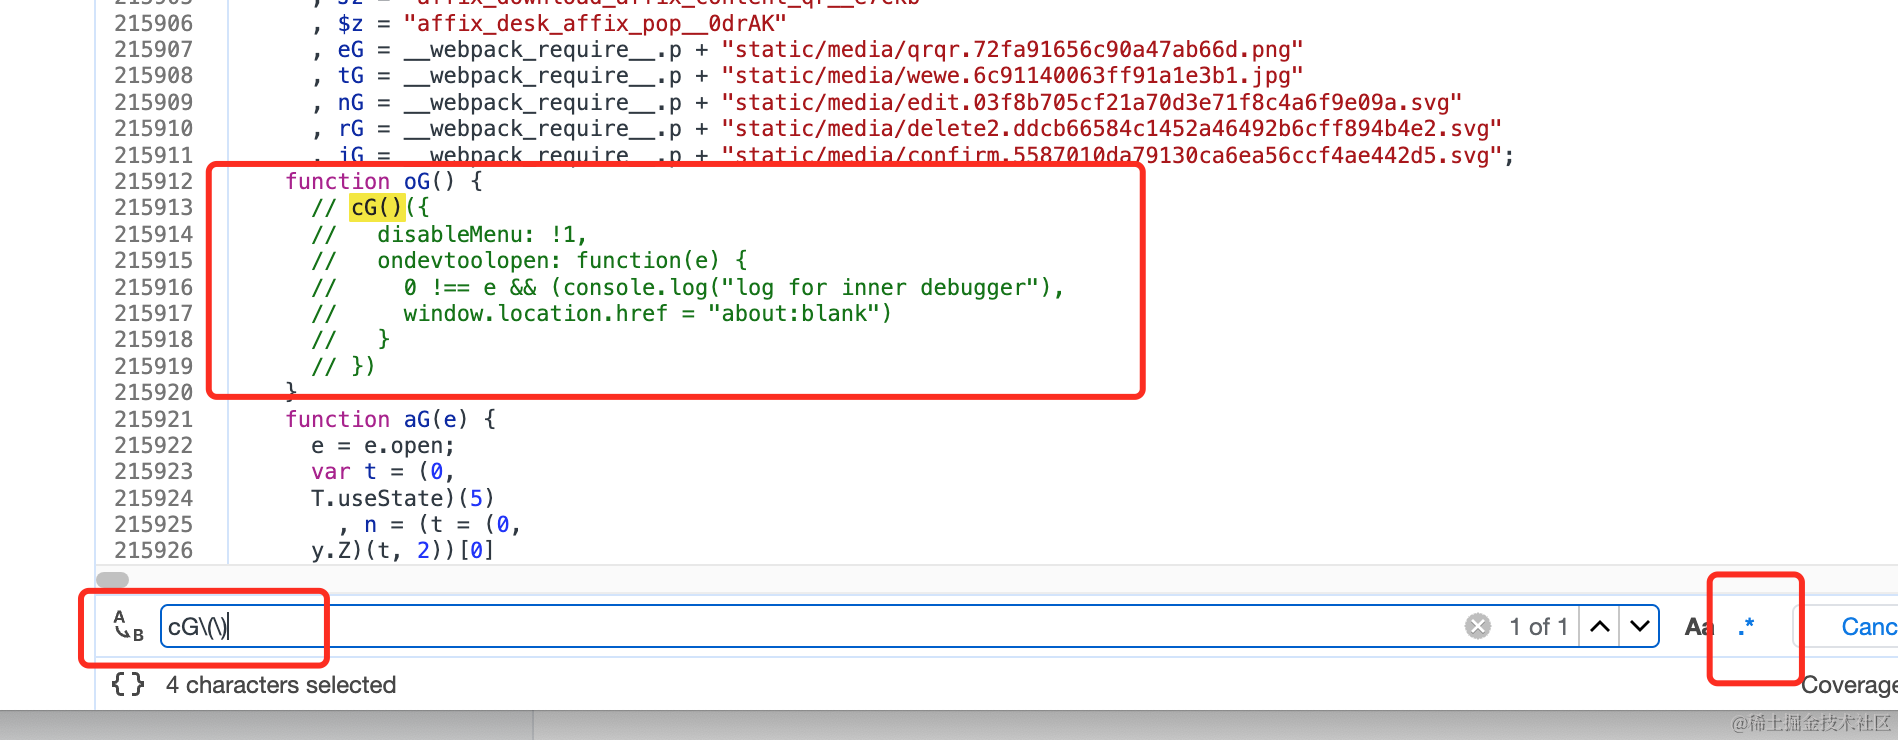 215906 , $z = "affix_desk_affix_pop__0drAK"
215907 , eG = __webpack_require__.p + "static/media/qrqr.72fa91656c90a47ab66d.png"
215908 , tG = __webpack_require__.p + "static/media/wewe.6c91140063ff91a1e3b1.jpg"
215909 , nG = __webpack_require__.p + "static/media/edit.03f8b705cf21a70d3e71f8c4a6f9e09a.svg"
215910 , rG = __webpack_require__.p + "static/media/delete2.ddcb66584c1452a46492b6cff894b4e2.svg"
215911 , iG = __webpack_require__.p + "static/media/confirm.5587010da79130ca6ea56ccf4ae442d5.svg";
215912 function oG() {
215913 // cG()({
215914 // disableMenu: !1,
215915 // ondevtoolopen: function(e) {
215916 // 0 !== e && (console.log("log for inner debugger"),
215917 // window.location.href = "about:blank")
215918 // }
215919 // })
215920 }
215921 function aG(e) {
215922 e = e.open;
215923 var t = (0,
215924 T.useState)(5)
215925 , n = (t = (0,
215926 y.Z)(t, 2))[0]
A B cG\(\) 1 of 1 Aa .* Canc
{} 4 characters selected Coverage
@稀土掘金技术社区